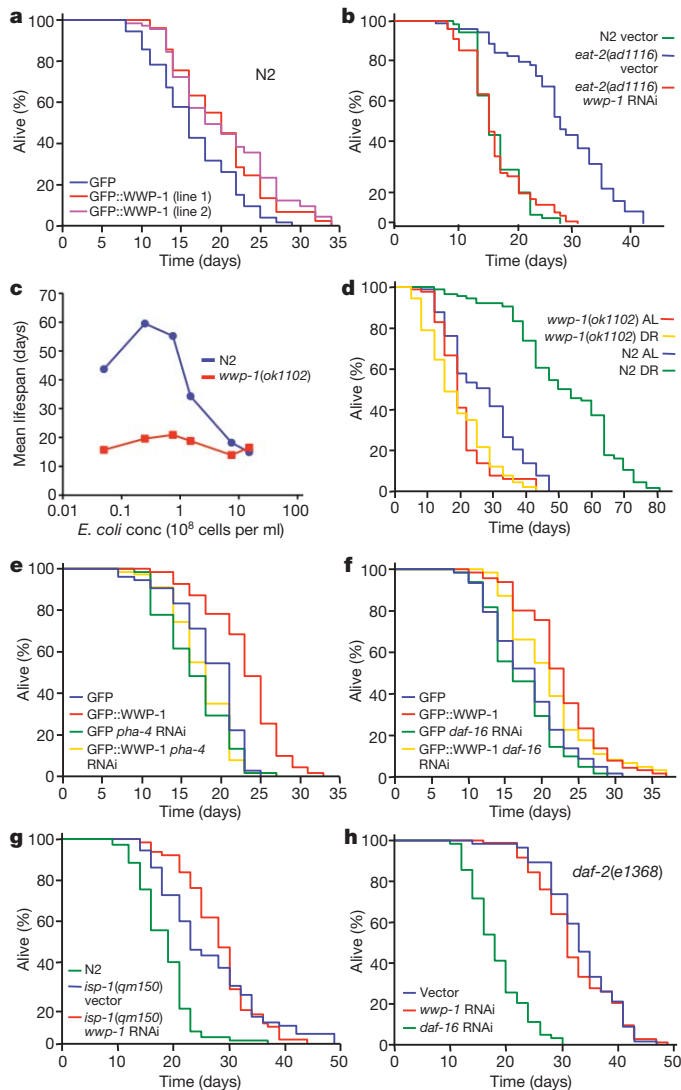 a
Alive (%)
100
80
60
40
20
0
N2
GFP
GFP::WWP-1 (line 1)
GFP::WWP-1 (line 2)
0 5 10 15 20 25 30 35
Time (days)
b
Alive (%)
100
80
60
40
20
0
N2 vector
eat-2(ad1116)
vector
eat-2(ad1116)
wwp-1 RNAi
0 10 20 30 40
Time (days)
c
Mean lifespan (days)
70
60
50
40
30
20
10
0
N2
wwp-1(ok1102)
0.01 0.1 1 10 100
E. coli conc (10⁸ cells per ml)
d
Alive (%)
100
80
60
40
20
0
wwp-1(ok1102) AL
wwp-1(ok1102) DR
N2 AL
N2 DR
0 10 20 30 40 50 60 70 80
Time (days)
e
Alive (%)
100
80
60
40
20
0
GFP
GFP::WWP-1
GFP pha-4 RNAi
GFP::WWP-1 pha-4
RNAi
0 5 10 15 20 25 30 35
Time (days)
f
Alive (%)
100
80
60
40
20
0
GFP
GFP::WWP-1
GFP daf-16 RNAi
GFP::WWP-1 daf-16
RNAi
0 5 10 15 20 25 30 35
Time (days)
g
Alive (%)
100
80
60
40
20
0
N2
isp-1(qm150)
vector
isp-1(qm150)
wwp-1 RNAi
0 10 20 30 40 50
Time (days)
h
Alive (%)
100
80
60
40
20
0
daf-2(e1368)
Vector
wwp-1 RNAi
daf-16 RNAi
0 10 20 30 40 50
Time (days)